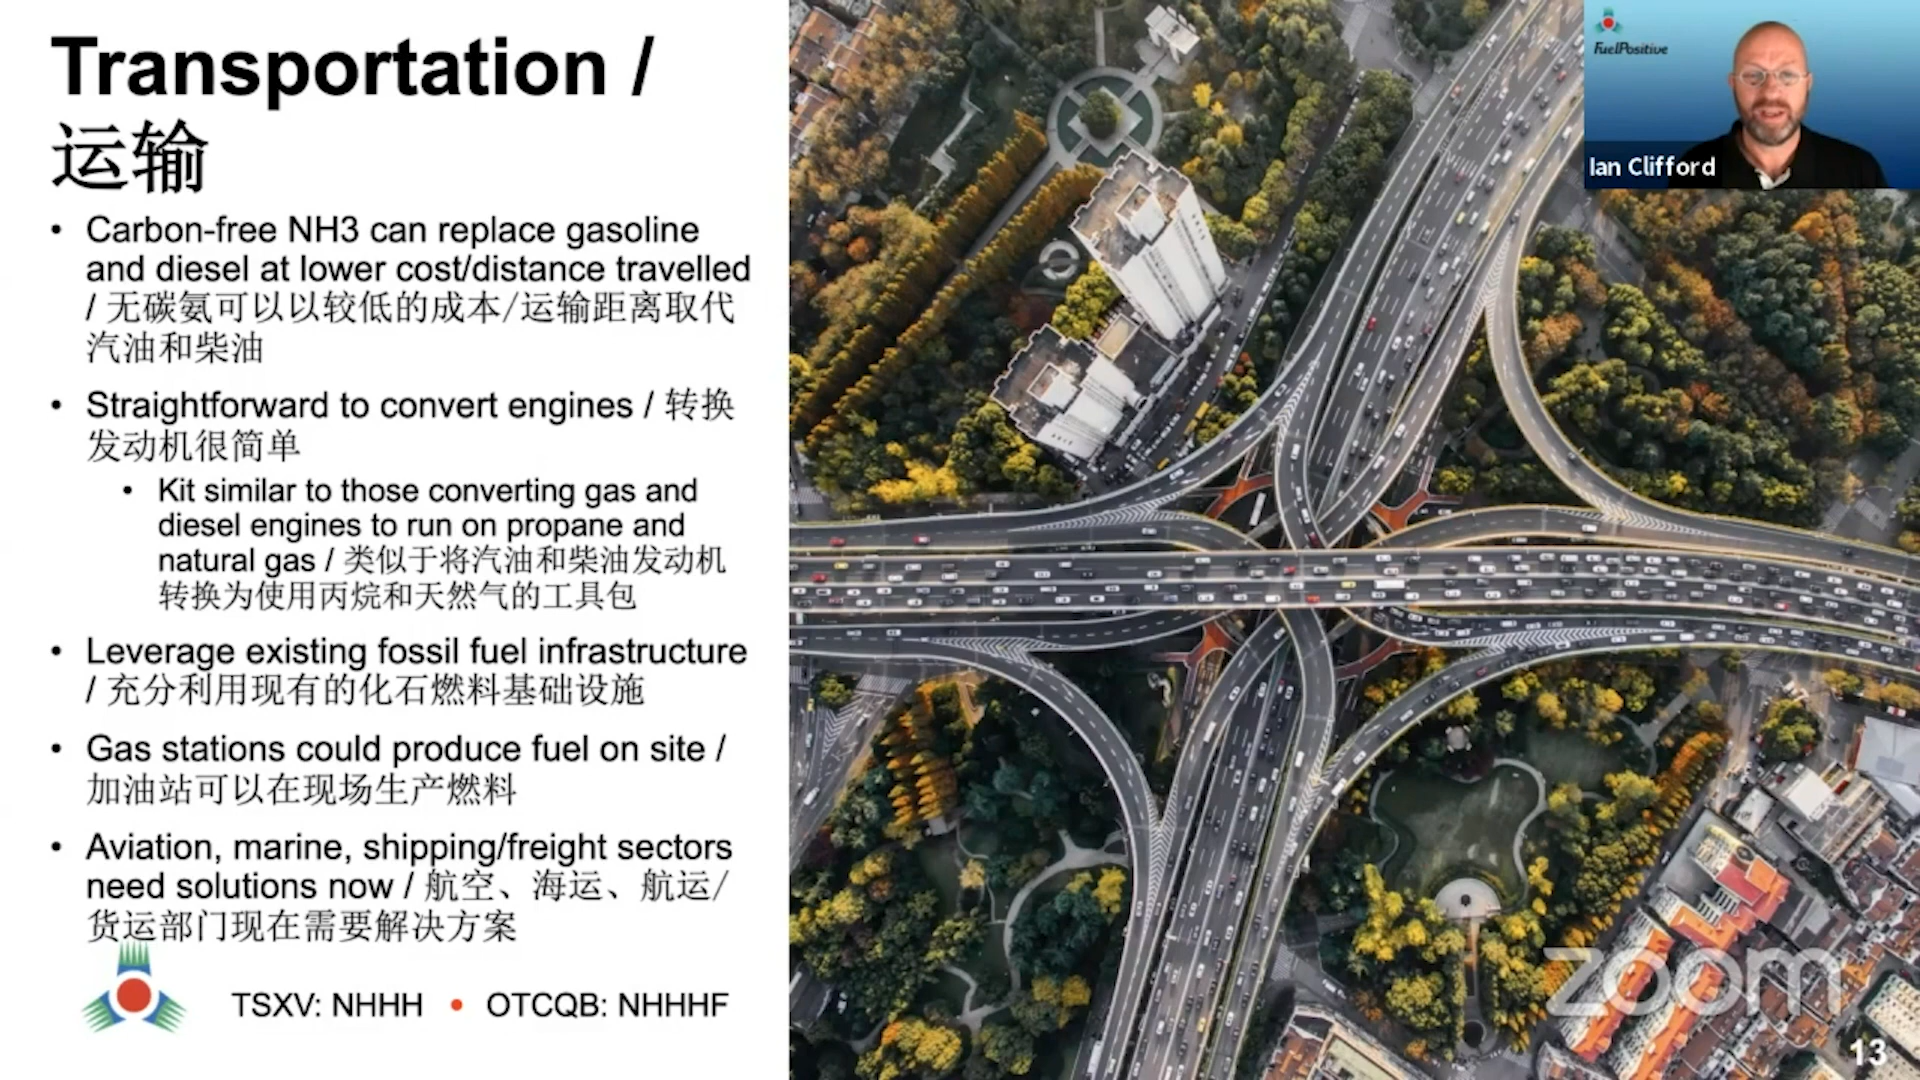 Transportation /
运输
• Carbon-free NH3 can replace gasoline
and diesel at lower cost/distance travelled
/ 无碳氨可以以较低的成本/运输距离取代
汽油和柴油
• Straightforward to convert engines / 转换
发动机很简单
• Kit similar to those converting gas and
diesel engines to run on propane and
natural gas / 类似于将汽油和柴油发动机
转换为使用丙烷和天然气的工具包
• Leverage existing fossil fuel infrastructure
/ 充分利用现有的化石燃料基础设施
• Gas stations could produce fuel on site /
加油站可以在现场生产燃料
• Aviation, marine, shipping/freight sectors
need solutions now / 航空、海运、航运/
货运部门现在需要解决方案
TSXV: NHHH • OTCQB: NHHHF
FuelPositive
Ian Clifford
zoom
13